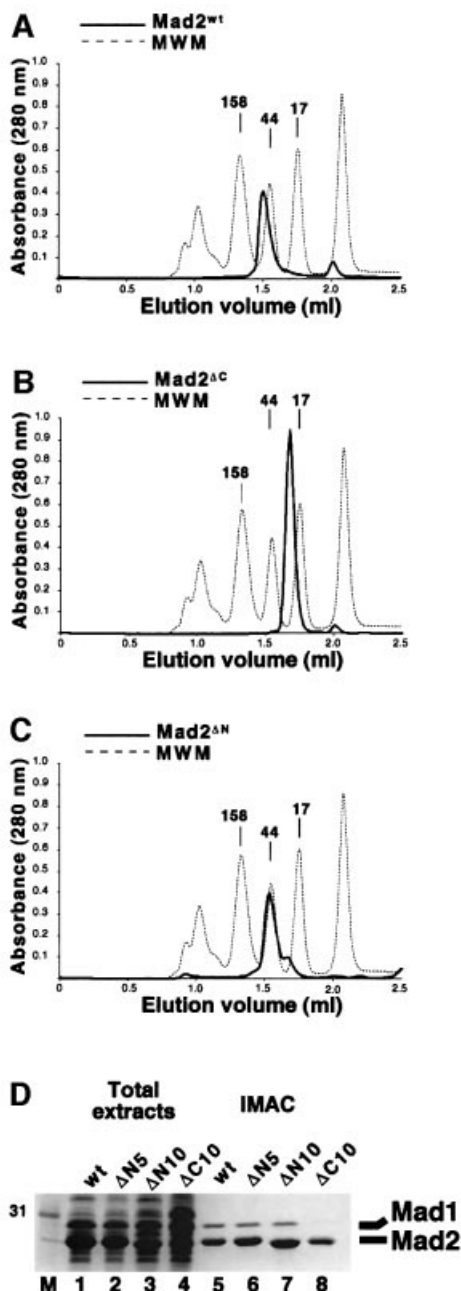 A
Mad2wt
MWM
158
44
17
Absorbance (280 nm)
1.0
0.9
0.8
0.7
0.6
0.5
0.4
0.3
0.2
0.1
0 0.5 1.0 1.5 2.0 2.5
Elution volume (ml)
B
Mad2ΔC
MWM
44 17
158
Absorbance (280 nm)
1.0
0.9
0.8
0.7
0.6
0.5
0.4
0.3
0.2
0.1
0 0.5 1.0 1.5 2.0 2.5
Elution volume (ml)
C
Mad2ΔN
MWM
158
44
17
Absorbance (280 nm)
1.0
0.9
0.8
0.7
0.6
0.5
0.4
0.3
0.2
0.1
0 0.5 1.0 1.5 2.0 2.5
Elution volume (ml)
D
Total extracts
IMAC
wt ΔN5 ΔN10 ΔC10 wt ΔN5 ΔN10 ΔC10
31
Mad1
Mad2
M 1 2 3 4 5 6 7 8